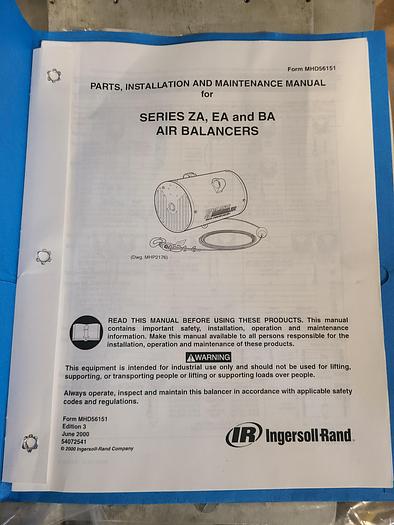 Form MHD56151
PARTS, INSTALLATION AND MAINTENANCE MANUAL
for
SERIES ZA, EA and BA
AIR BALANCERS
(Dwg. MHP2176)
READ THIS MANUAL BEFORE USING THESE PRODUCTS. This manual
contains important safety, installation, operation and maintenance
information. Make this manual available to all persons responsible for the
installation, operation and maintenance of these products.
WARNING
This equipment is intended for industrial use only and should not be used for lifting,
supporting, or transporting people or lifting or supporting loads over people.
Always operate, inspect and maintain this balancer in accordance with applicable safety
codes and regulations.
Form MHD56151
Edition 3
June 2000
54072541
© 2000 Ingersoll-Rand Company
IR Ingersoll-Rand